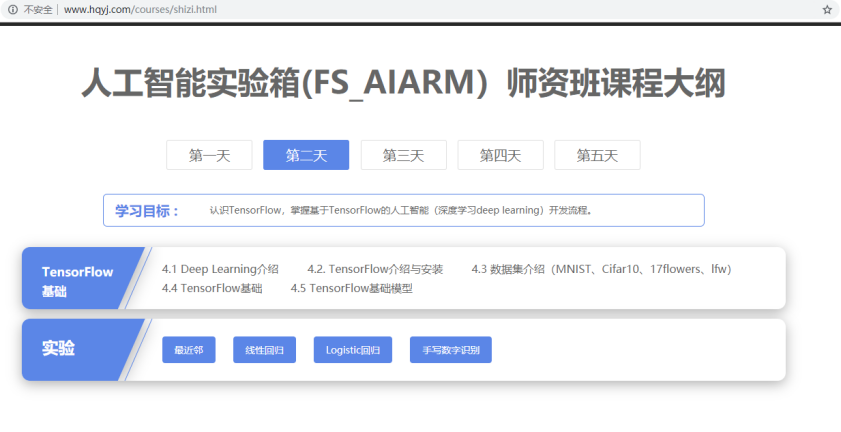 不安全 | www.hqyj.com/courses/shizi.html
人工智能实验箱(FS_AIARM）师资班课程大纲
第一天 第二天 第三天 第四天 第五天
学习目标： 认识TensorFlow，掌握基于TensorFlow的人工智能（深度学习deep learning）开发流程。
TensorFlow
基础
4.1 Deep Learning介绍 4.2. TensorFlow介绍与安装 4.3 数据集介绍（MNIST、Cifar10、17flowers、lfw）
4.4 TensorFlow基础 4.5 TensorFlow基础模型
实验
最近邻 线性回归 Logistic回归 手写数字识别